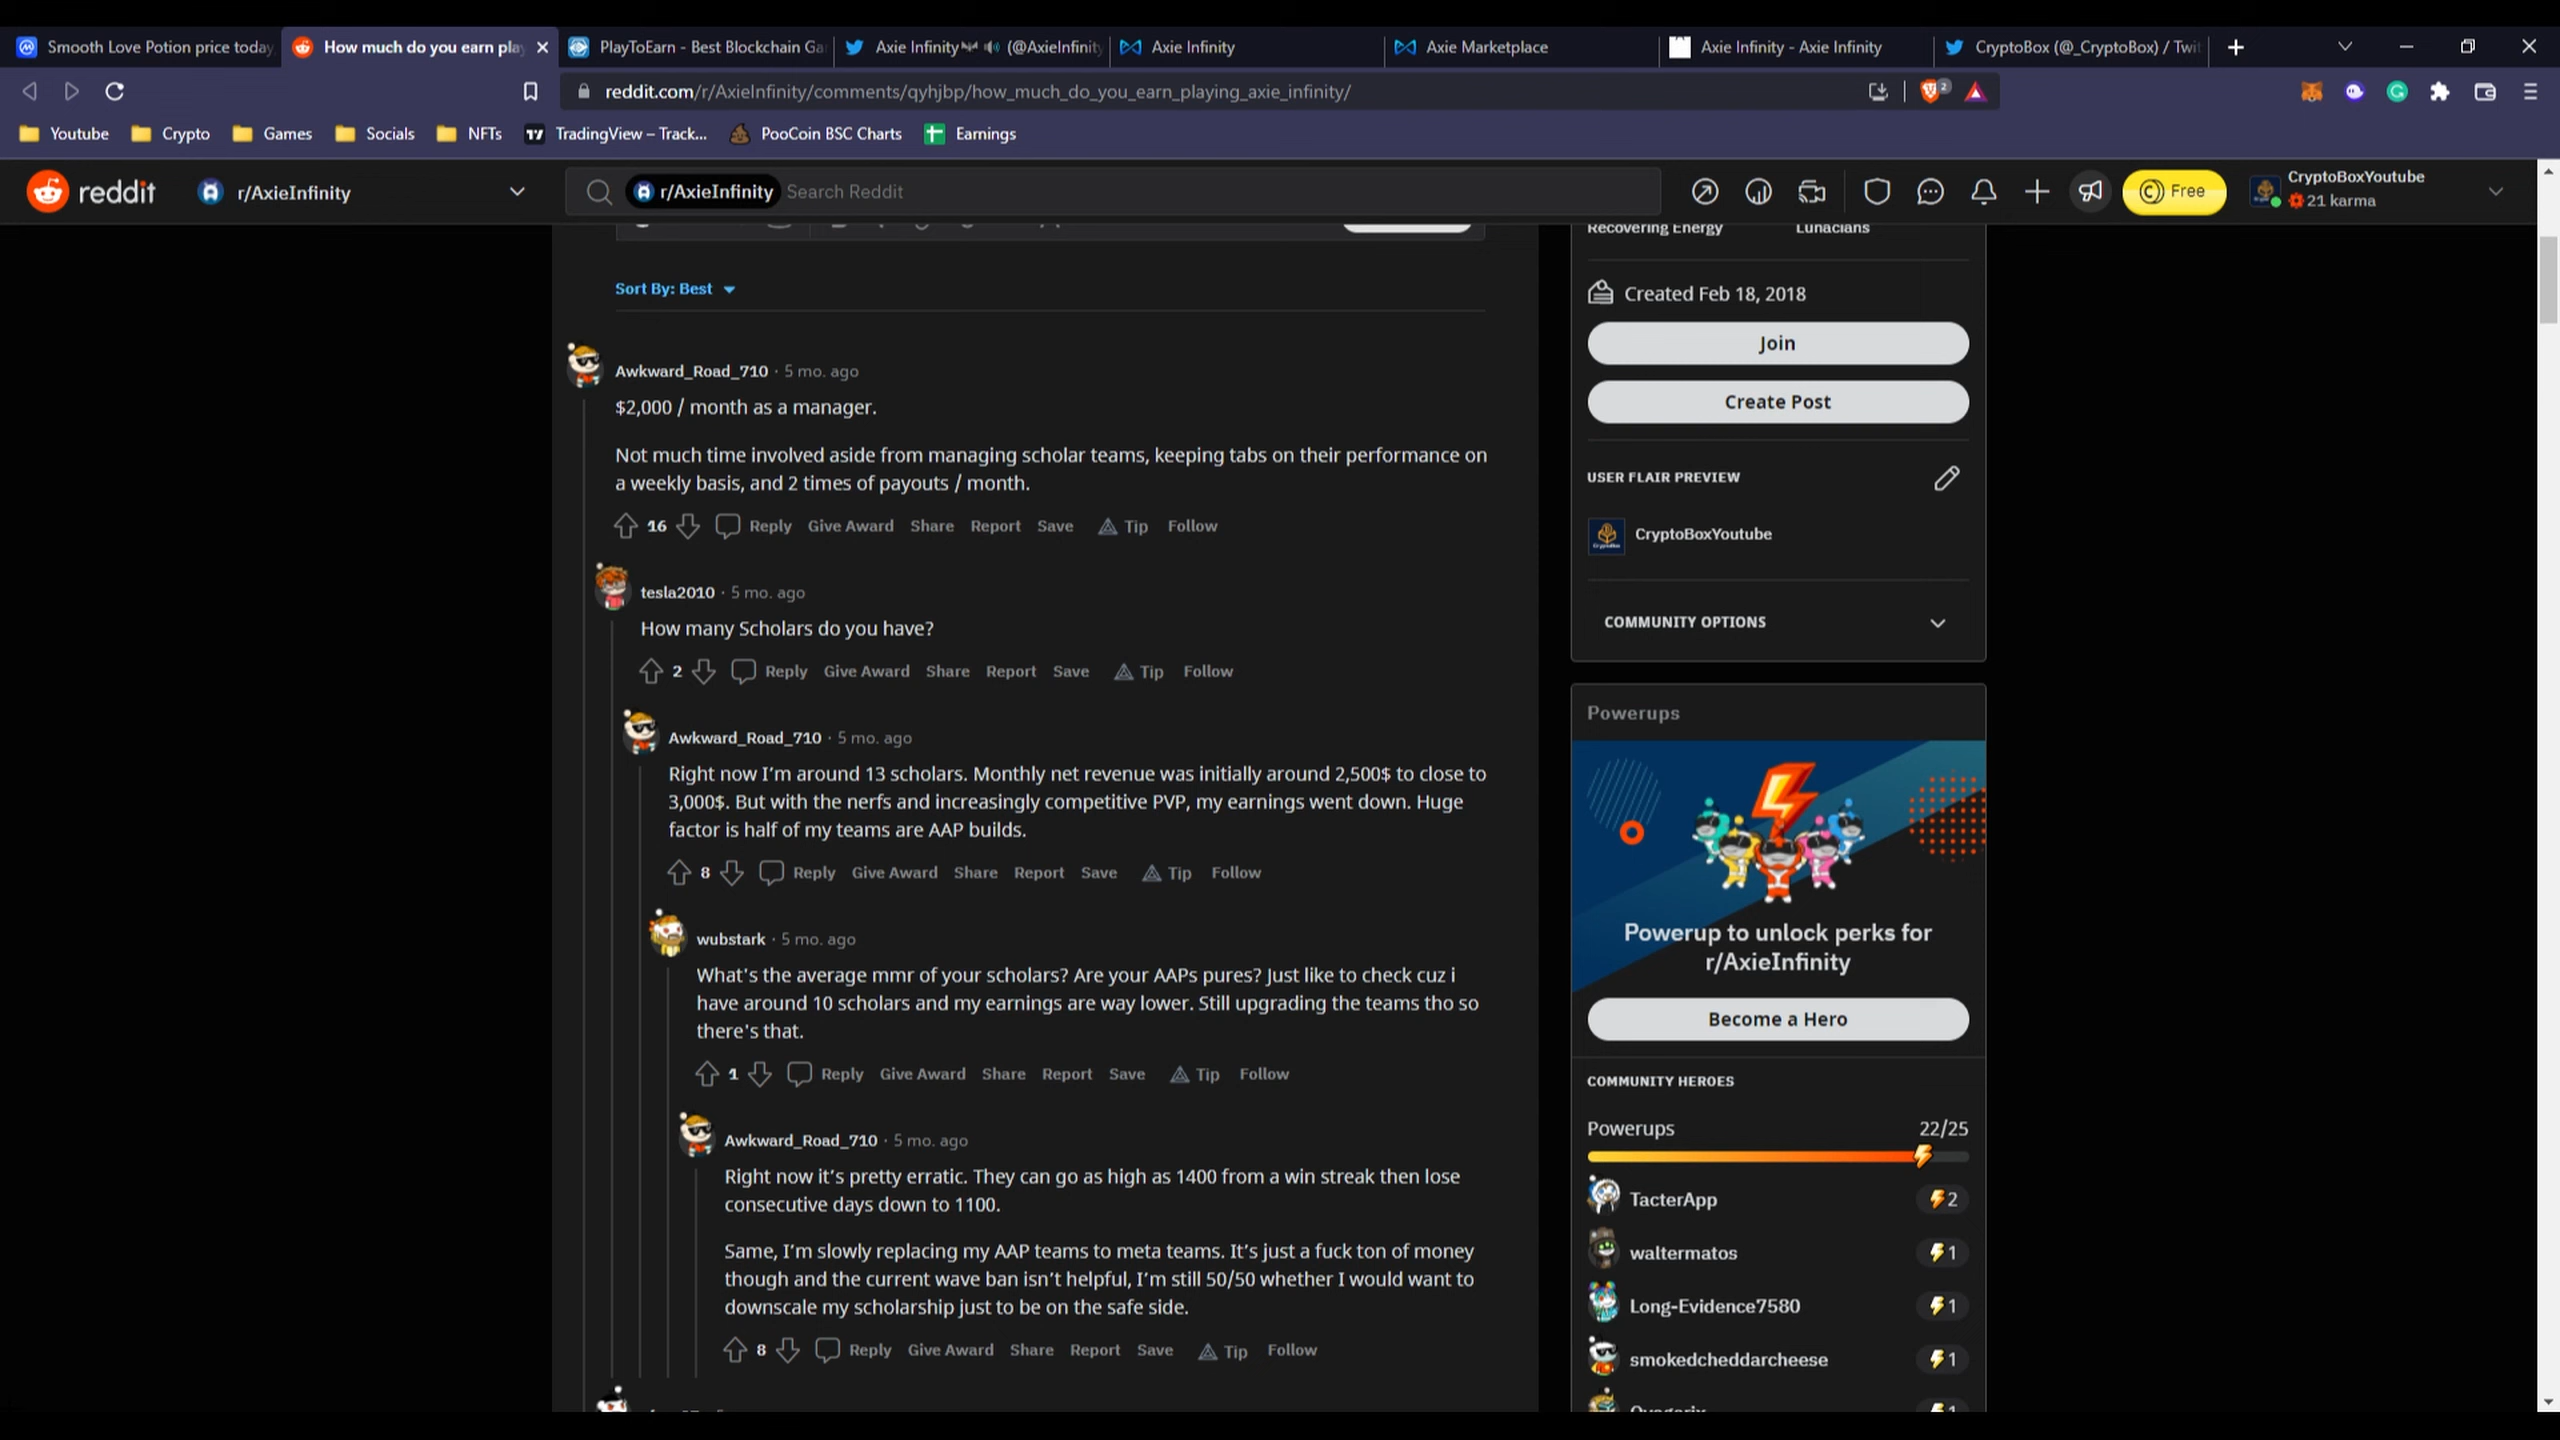 Smooth Love Potion price today
How much do you earn pla
PlayToEarn - Best Blockchain Ga
Axie Infinity (@AxieInfinity
Axie Infinity
Axie Marketplace
Axie Infinity - Axie Infinity
CryptoBox (@_CryptoBox) / Twit
reddit.com/r/AxieInfinity/comments/qyhjbp/how_much_do_you_earn_playing_axie_infinity/
2
Youtube
Crypto
Games
Socials
NFTs
TradingView – Track...
PooCoin BSC Charts
Earnings
reddit
r/AxieInfinity
r/AxieInfinity
Search Reddit
Free
CryptoBoxYoutube
21 karma
Sort By: Best
Awkward_Road_710 · 5 mo. ago
$2,000 / month as a manager.
Not much time involved aside from managing scholar teams, keeping tabs on their performance on
a weekly basis, and 2 times of payouts / month.
16 Reply Give Award Share Report Save Tip Follow
tesla2010 · 5 mo. ago
How many Scholars do you have?
2 Reply Give Award Share Report Save Tip Follow
Awkward_Road_710 · 5 mo. ago
Right now I'm around 13 scholars. Monthly net revenue was initially around 2,500$ to close to
3,000$. But with the nerfs and increasingly competitive PVP, my earnings went down. Huge
factor is half of my teams are AAP builds.
8 Reply Give Award Share Report Save Tip Follow
wubstark · 5 mo. ago
What's the average mmr of your scholars? Are your AAPs pures? Just like to check cuz i
have around 10 scholars and my earnings are way lower. Still upgrading the teams tho so
there's that.
1 Reply Give Award Share Report Save Tip Follow
Awkward_Road_710 · 5 mo. ago
Right now it's pretty erratic. They can go as high as 1400 from a win streak then lose
consecutive days down to 1100.
Same, I'm slowly replacing my AAP teams to meta teams. It's just a fuck ton of money
though and the current wave ban isn't helpful, I'm still 50/50 whether I would want to
downscale my scholarship just to be on the safe side.
8 Reply Give Award Share Report Save Tip Follow
Recovering Energy
Lunacians
Created Feb 18, 2018
Join
Create Post
USER FLAIR PREVIEW
CryptoBoxYoutube
COMMUNITY OPTIONS
Powerups
Powerup to unlock perks for
r/AxieInfinity
Become a Hero
COMMUNITY HEROES
Powerups 22/25
TacterApp 2
waltermatos 1
Long-Evidence7580 1
smokedcheddarcheese 1